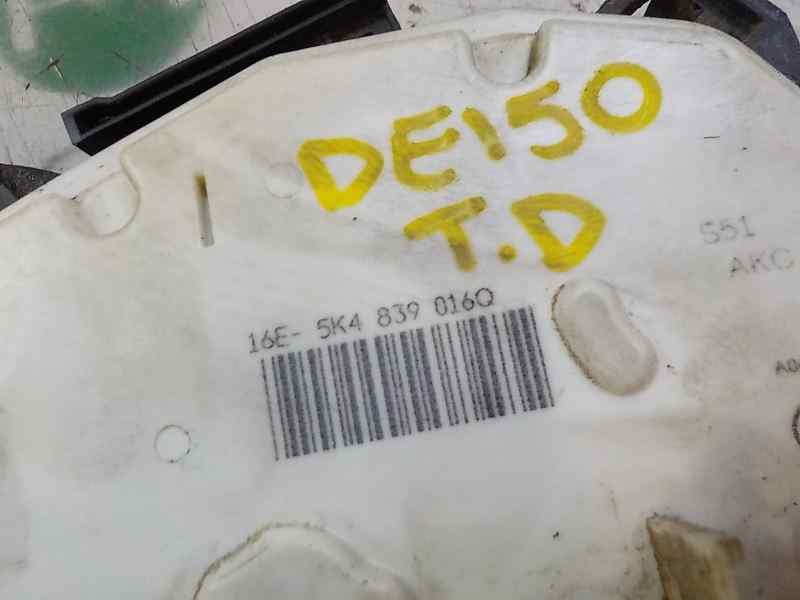 DE150
T.D
S51
AKC
16E- 5K4 839 016Q